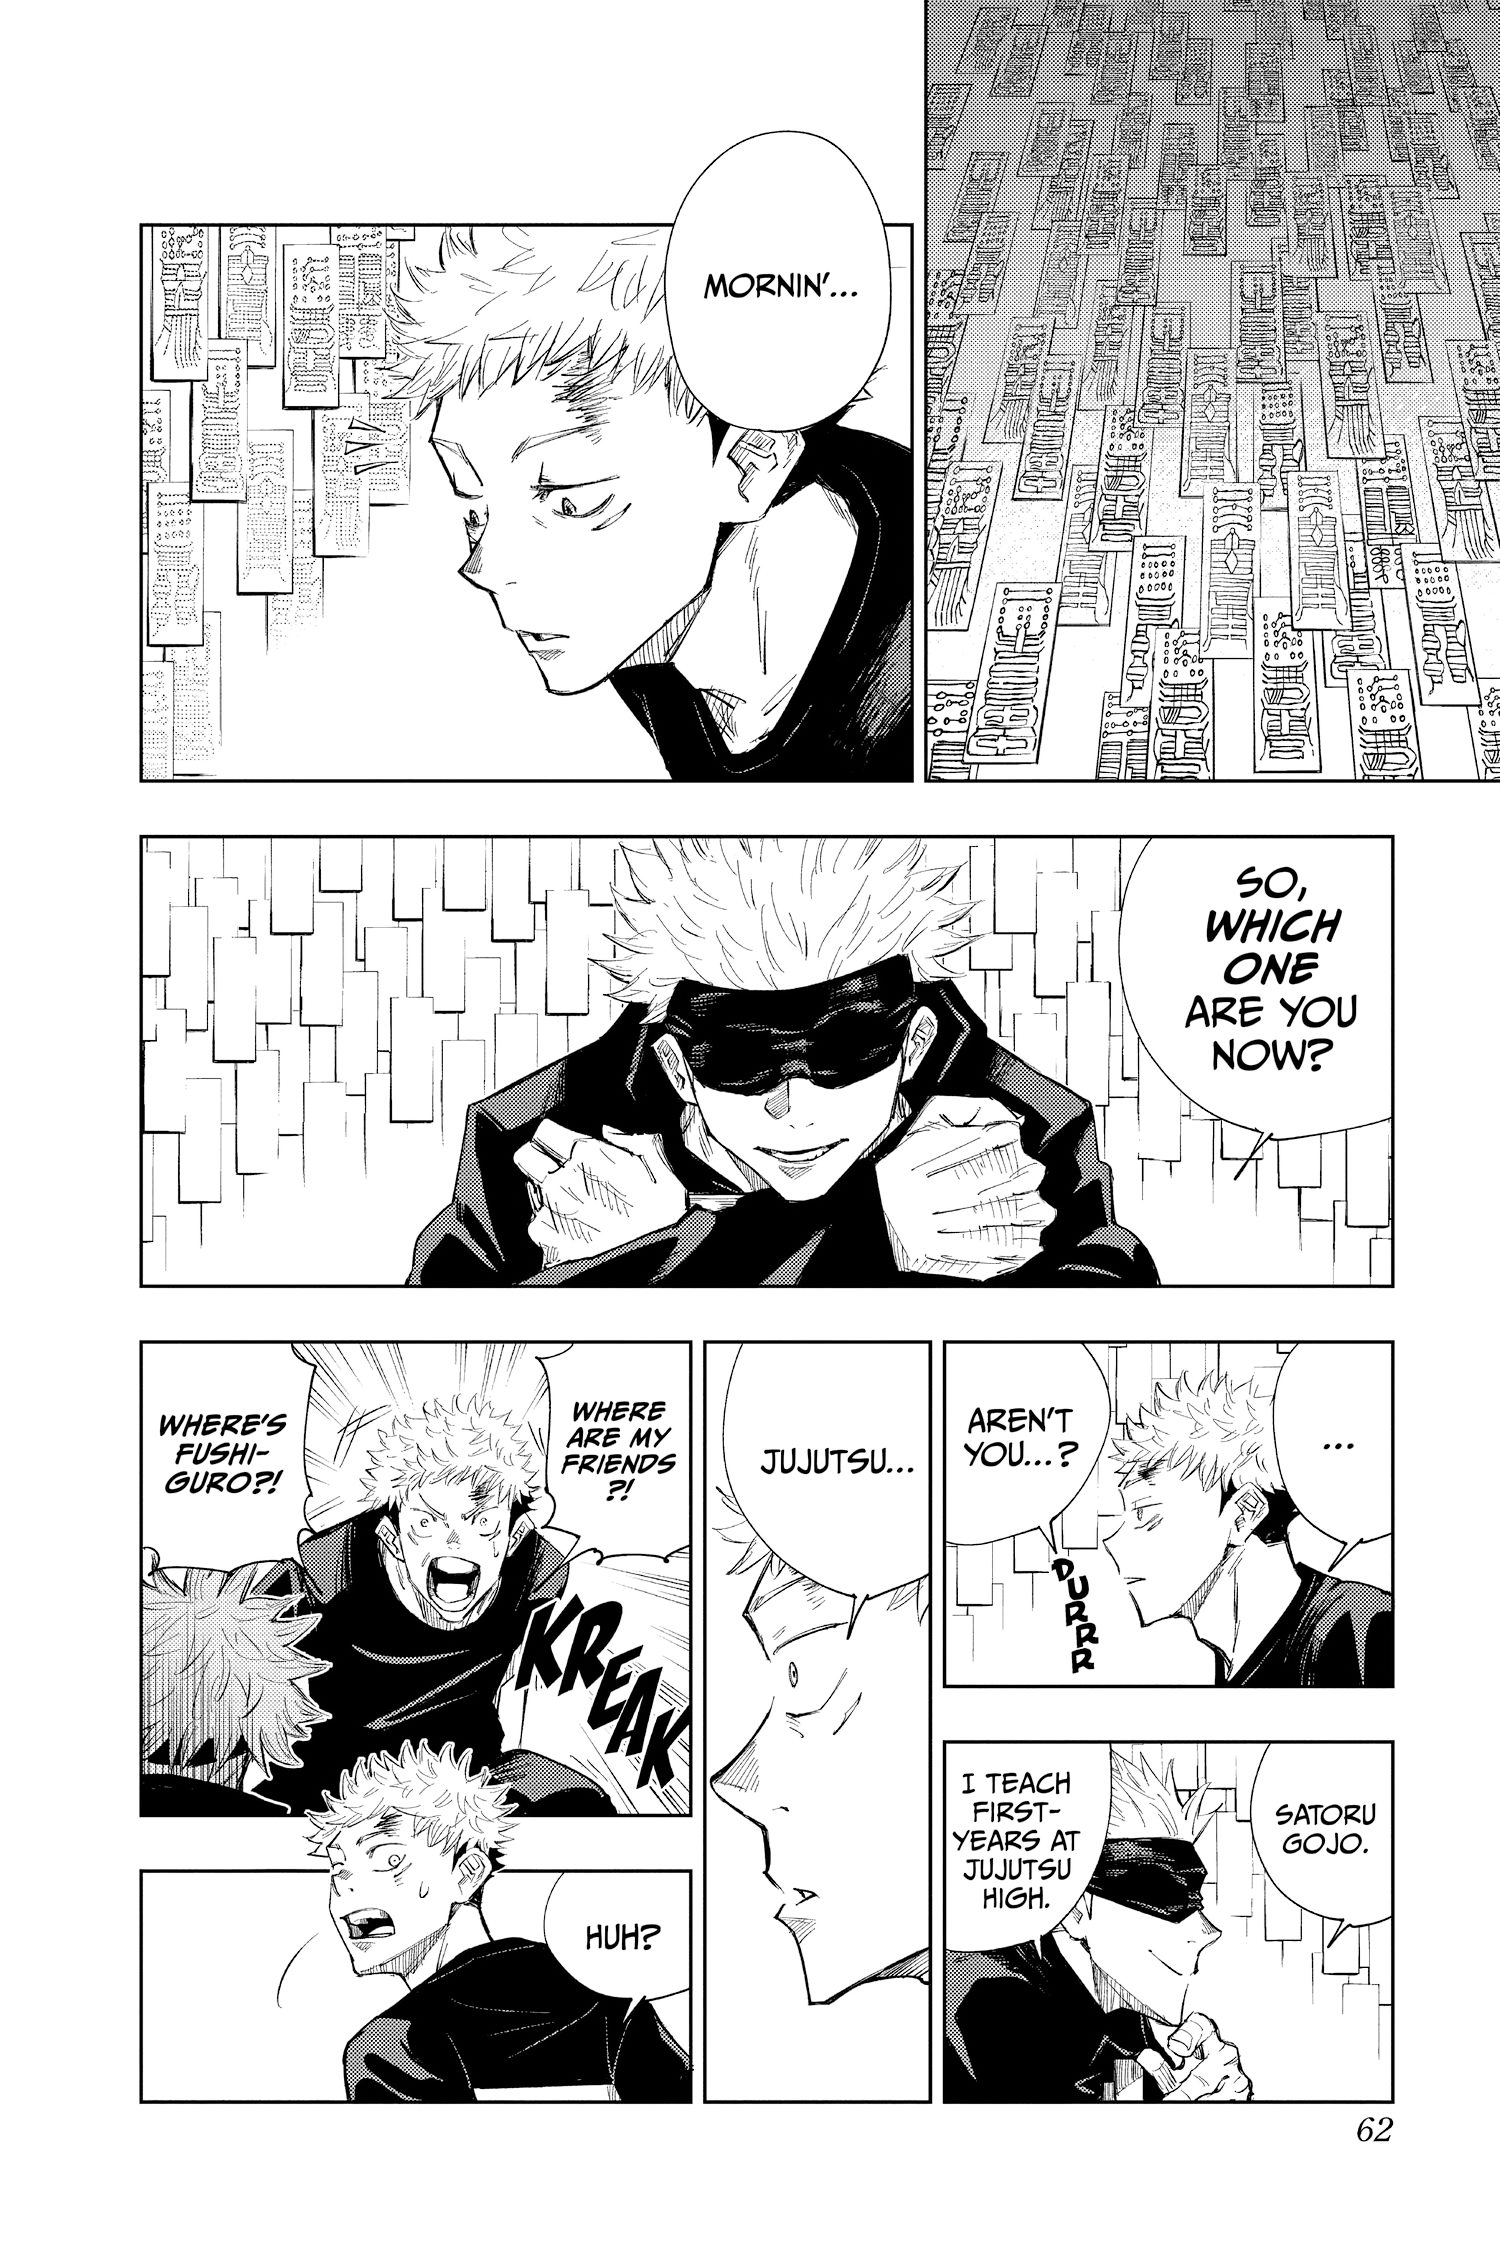 MORNIN'...
SO,
WHICH
ONE
ARE YOU
NOW?
...
AREN'T
YOU...?
DURRR
SATORU
GOJO.
I TEACH
FIRST-
YEARS AT
JUJUTSU
HIGH.
JUJUTSU...
WHERE
ARE MY
FRIENDS
?!
WHERE'S
FUSHI-
GURO?!
KREAK
HUH?
62